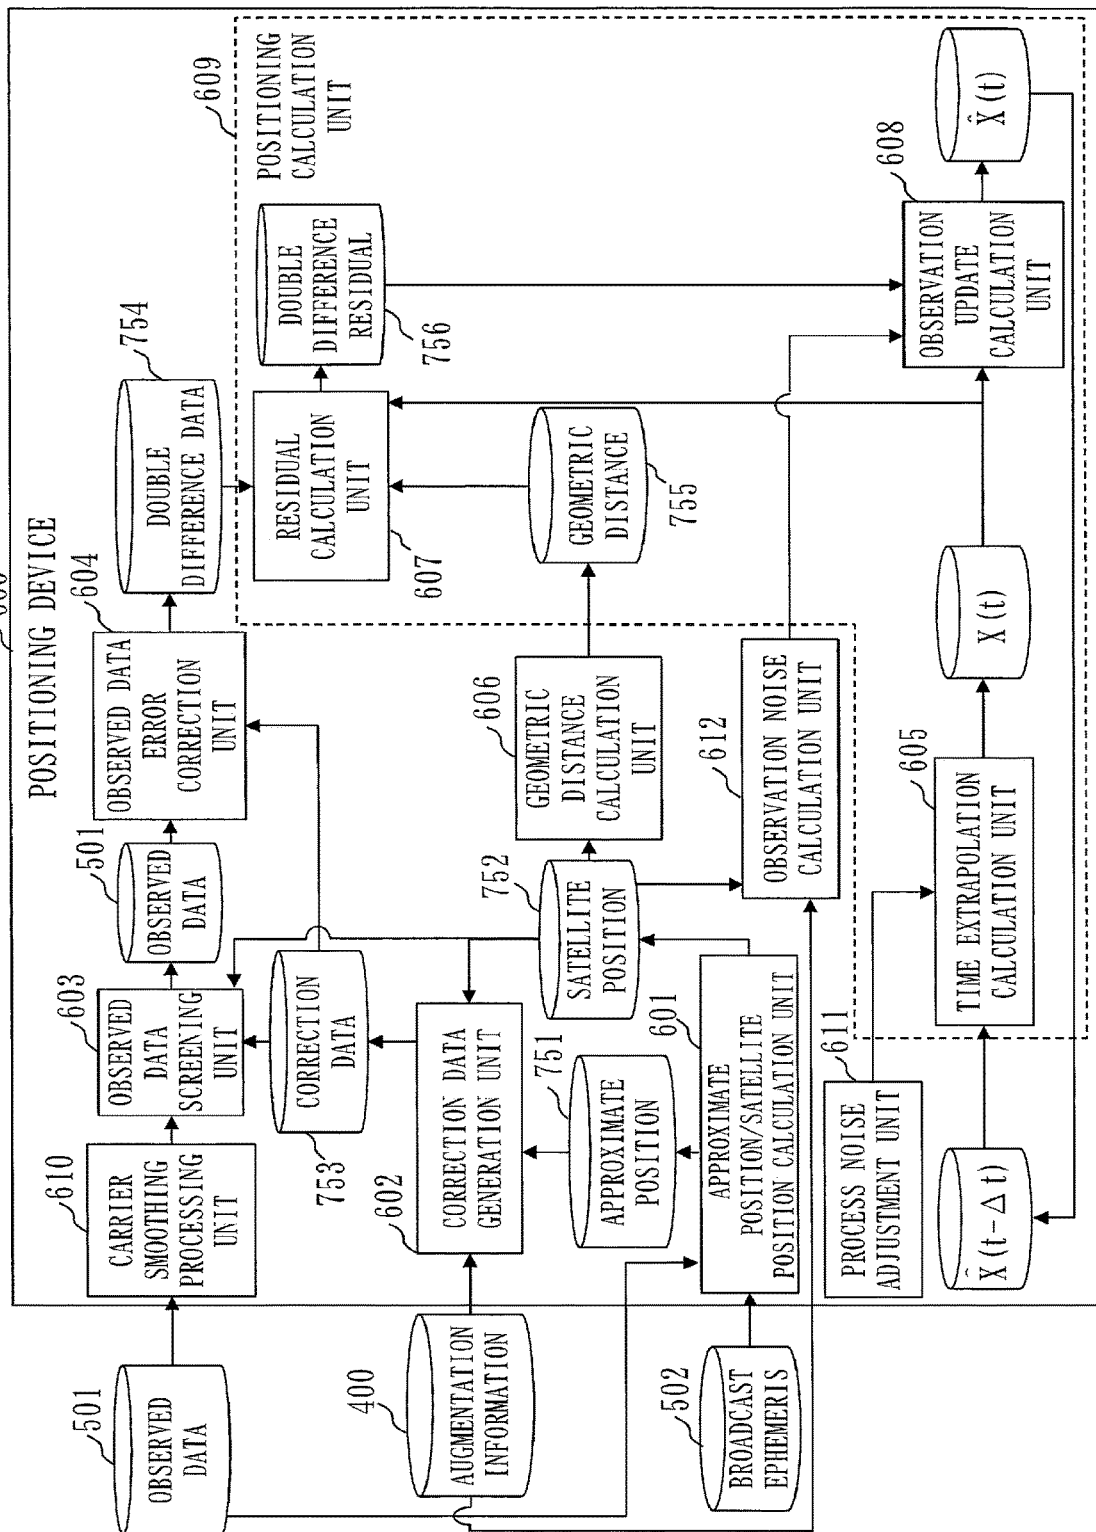 POSITIONING DEVICE
501
OBSERVED
DATA
610
CARRIER
SMOOTHING
PROCESSING
UNIT
603
OBSERVED
DATA
SCREENING
UNIT
501
OBSERVED
DATA
604
OBSERVED DATA
ERROR
CORRECTION
UNIT
754
DOUBLE
DIFFERENCE DATA
609
POSITIONING
CALCULATION
UNIT
753
CORRECTION
DATA
RESIDUAL
CALCULATION
UNIT
607
DOUBLE
DIFFERENCE
RESIDUAL
756
400
AUGMENTATION
INFORMATION
602
CORRECTION DATA
GENERATION UNIT
751
APPROXIMATE
POSITION
752
SATELLITE
POSITION
606
GEOMETRIC
DISTANCE
CALCULATION
UNIT
GEOMETRIC
DISTANCE
755
502
BROADCAST
EPHEMERIS
601
APPROXIMATE
POSITION/SATELLITE
POSITION CALCULATION UNIT
612
OBSERVATION NOISE
CALCULATION UNIT
611
PROCESS NOISE
ADJUSTMENT UNIT
605
TIME EXTRAPOLATION
CALCULATION UNIT
X(t)
608
OBSERVATION
UPDATE
CALCULATION
UNIT
X̂(t)
X̂(t-Δt)